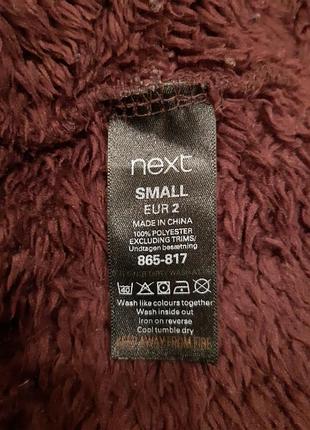 next
SMALL
EUR 2
MADE IN CHINA
100% POLYESTER
EXCLUDING TRIMS/
Undtagen besætning
865-817
40
Wash like colours together
Wash inside out
Iron on reverse
Cool tumble dry
KEEP AWAY FROM FIRE